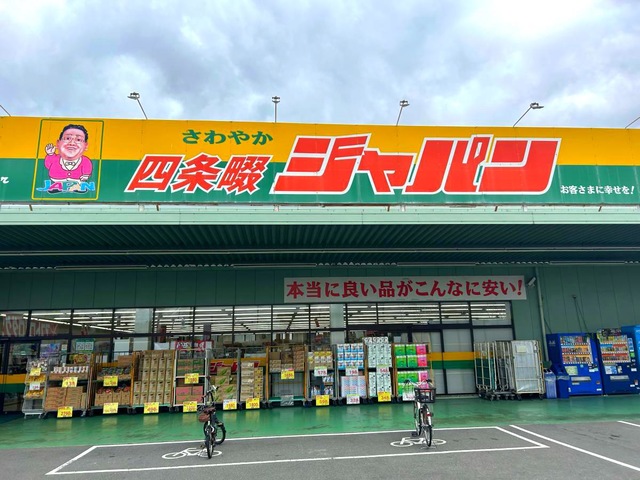 さわやか
四条畷 ジャパン
JAPAN
お客さまに幸せを!
本当に良い品がこんなに安い!